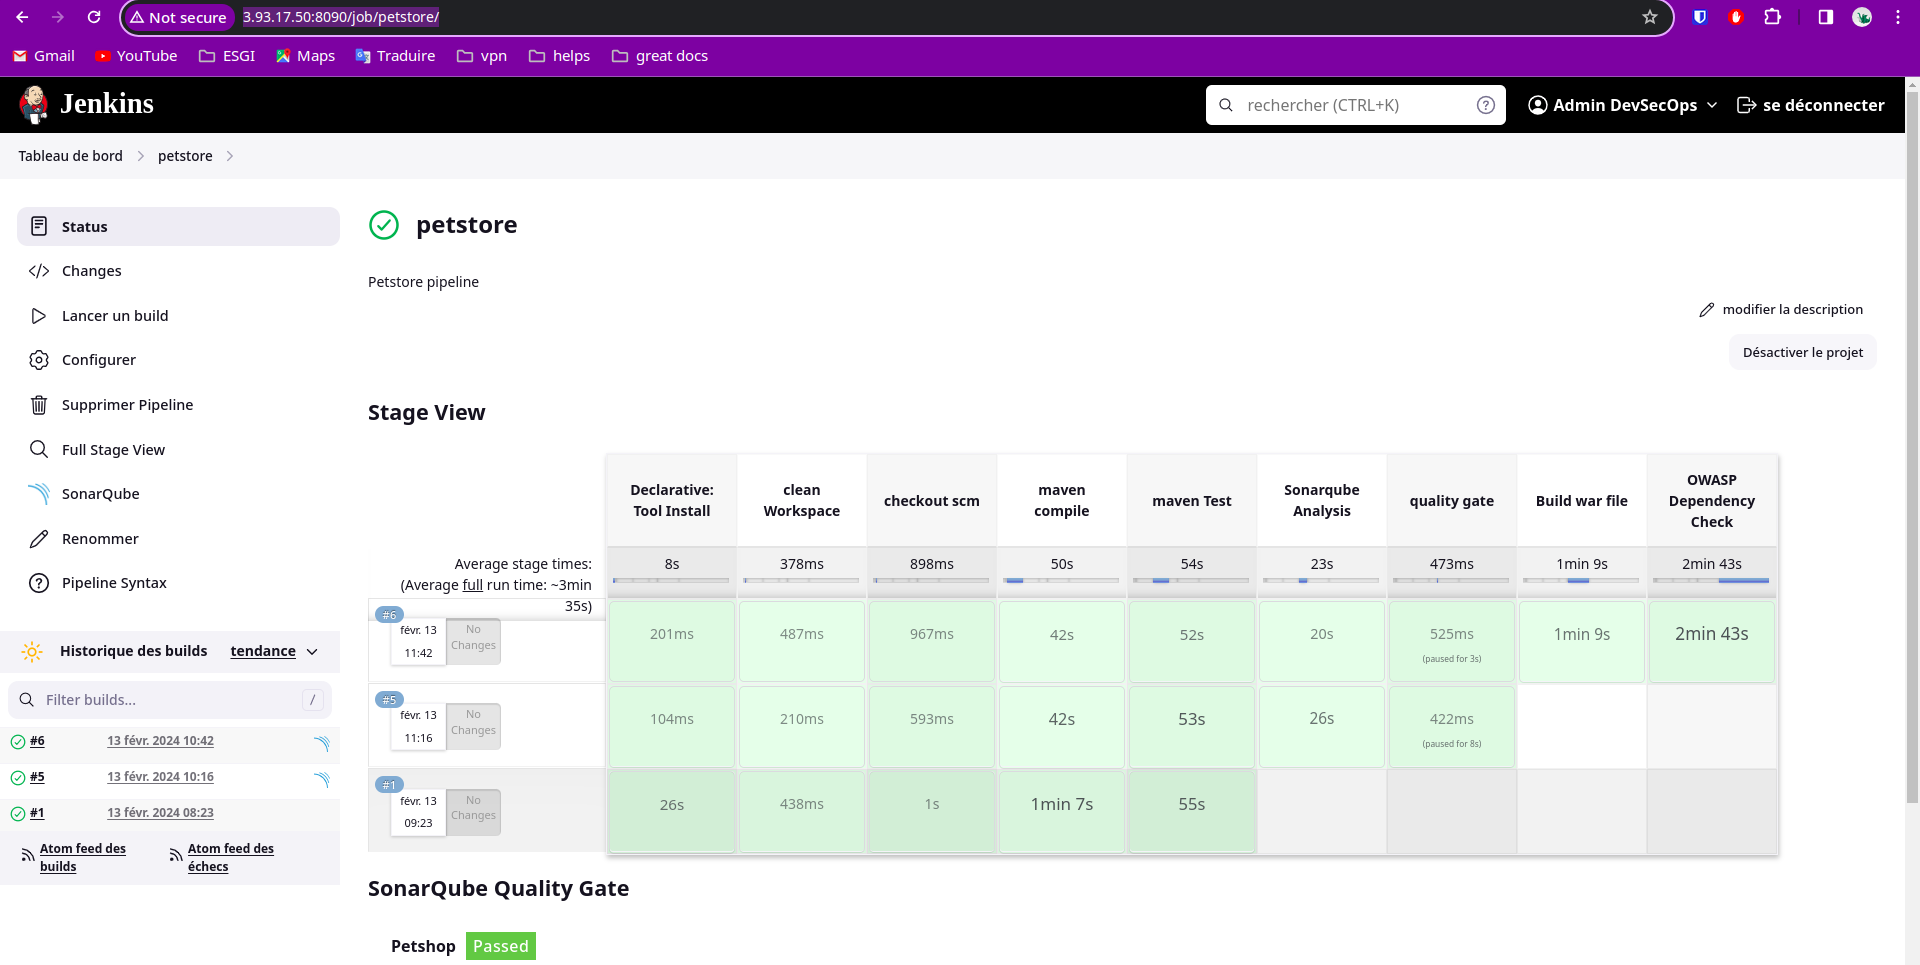 Not secure 3.93.17.50:8090/job/petstore/
Gmail YouTube ESGI Maps Traduire vpn helps great docs
Jenkins
rechercher (CTRL+K) ?
Admin DevSecOps
se déconnecter
Tableau de bord petstore
Status
Changes
Lancer un build
Configurer
Supprimer Pipeline
Full Stage View
SonarQube
Renommer
Pipeline Syntax
Historique des builds tendance
Filter builds... /
#6 13 févr. 2024 10:42
#5 13 févr. 2024 10:16
#1 13 févr. 2024 08:23
Atom feed des
builds
Atom feed des
échecs
petstore
Petstore pipeline
modifier la description
Désactiver le projet
Stage View
Declarative:
Tool Install
clean
Workspace
checkout scm
maven
compile
maven Test
Sonarqube
Analysis
quality gate
Build war file
OWASP
Dependency
Check
Average stage times:
(Average full run time: ~3min
35s)
8s 378ms 898ms 50s 54s 23s 473ms 1min 9s 2min 43s
#6
févr. 13
11:42
No
Changes
201ms 487ms 967ms 42s 52s 20s 525ms 1min 9s 2min 43s
(paused for 3s)
#5
févr. 13
11:16
No
Changes
104ms 210ms 593ms 42s 53s 26s 422ms
(paused for 8s)
#1
févr. 13
09:23
No
Changes
26s 438ms 1s 1min 7s 55s
SonarQube Quality Gate
Petshop Passed